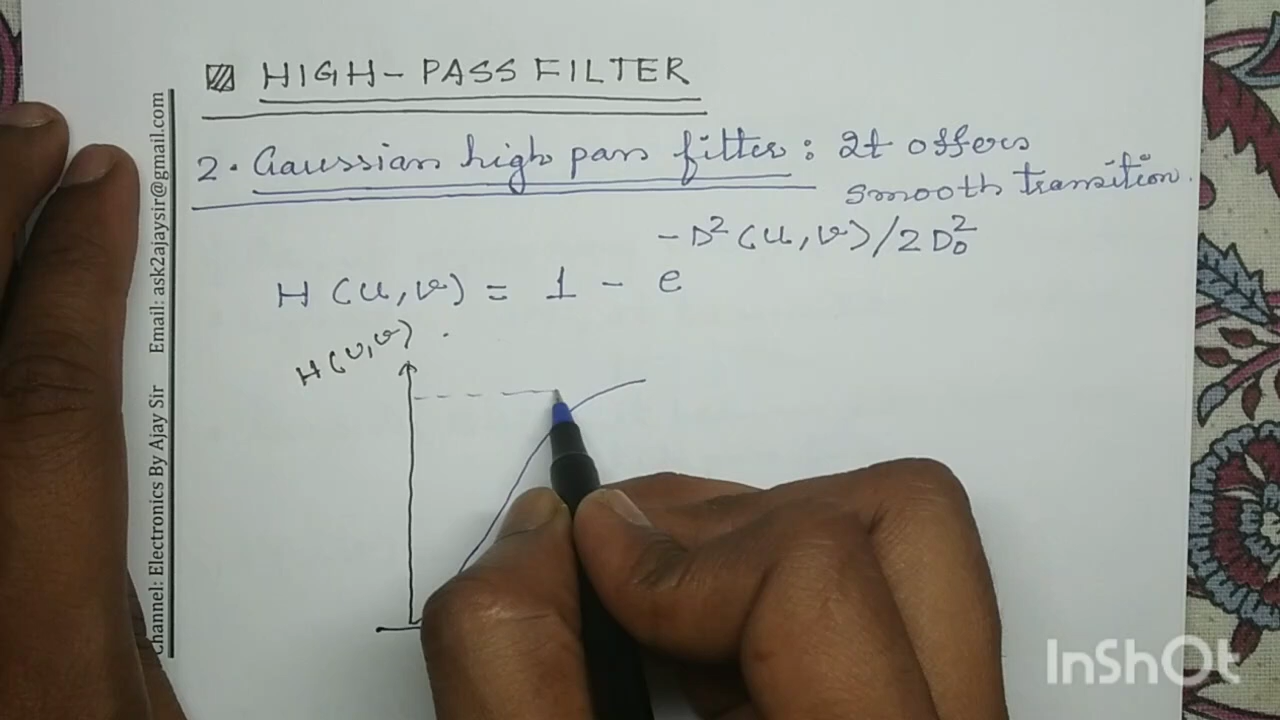 HIGH-PASS FILTER
2. Gaussian high pass filter: It offers
smooth transition.
H(u,v) = 1 - e^-D²(u,v)/2D₀²
H(u,v)
Channel: Electronics By Ajay Sir Email: ask2ajaysir@gmail.com
InShOt